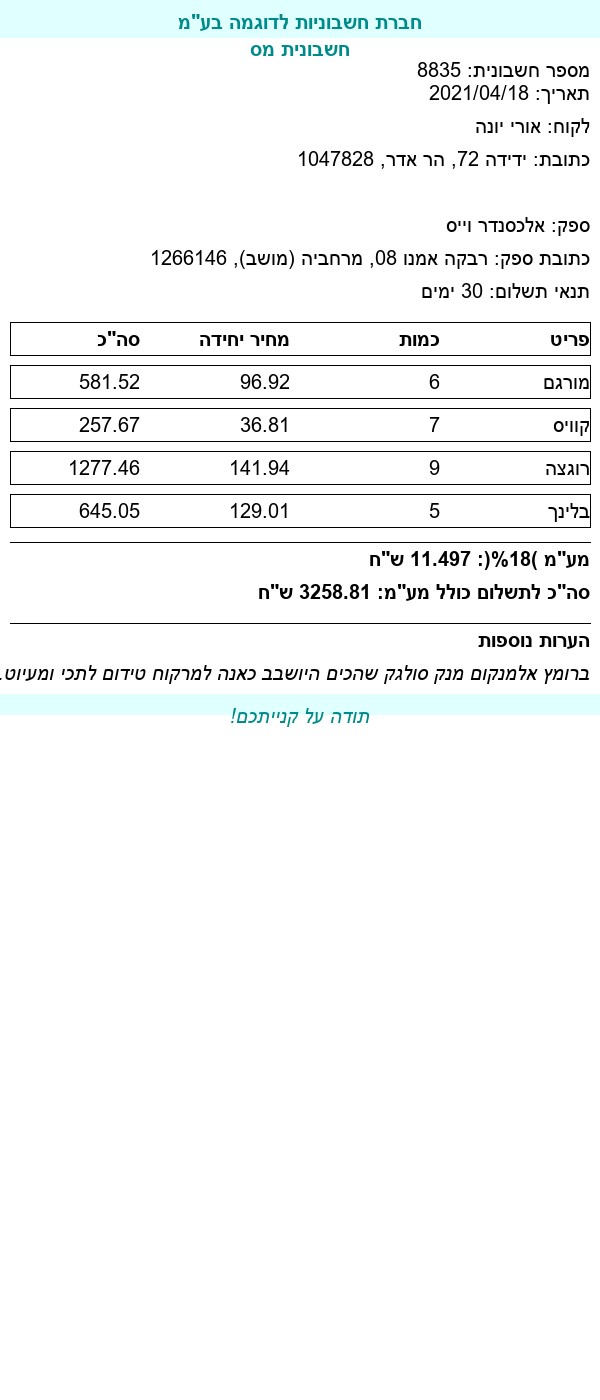 חברת חשבוניות לדוגמה בע"מ
חשבונית מס
מספר חשבונית: 8835
תאריך: 2021/04/18
לקוח: אורי יונה
כתובת: ידידה 72, הר אדר, 1047828
ספק: אלכסנדר וייס
כתובת ספק: רבקה אמנו 08, מרחביה (מושב), 1266146
תנאי תשלום: 30 ימים
פריט כמות מחיר יחידה סה"כ
מורגם 6 96.92 581.52
קוויס 7 36.81 257.67
רוגצה 9 141.94 1277.46
בלינך 5 129.01 645.05
מע"מ )18%(: 11.497 ש"ח
סה"כ לתשלום כולל מע"מ: 3258.81 ש"ח
הערות נוספות
ברומץ אלמנקום מנק סולגק שהכים היושבב כאנה למרקוח טידום לתכי ומעיוט.
תודה על קנייתכם!